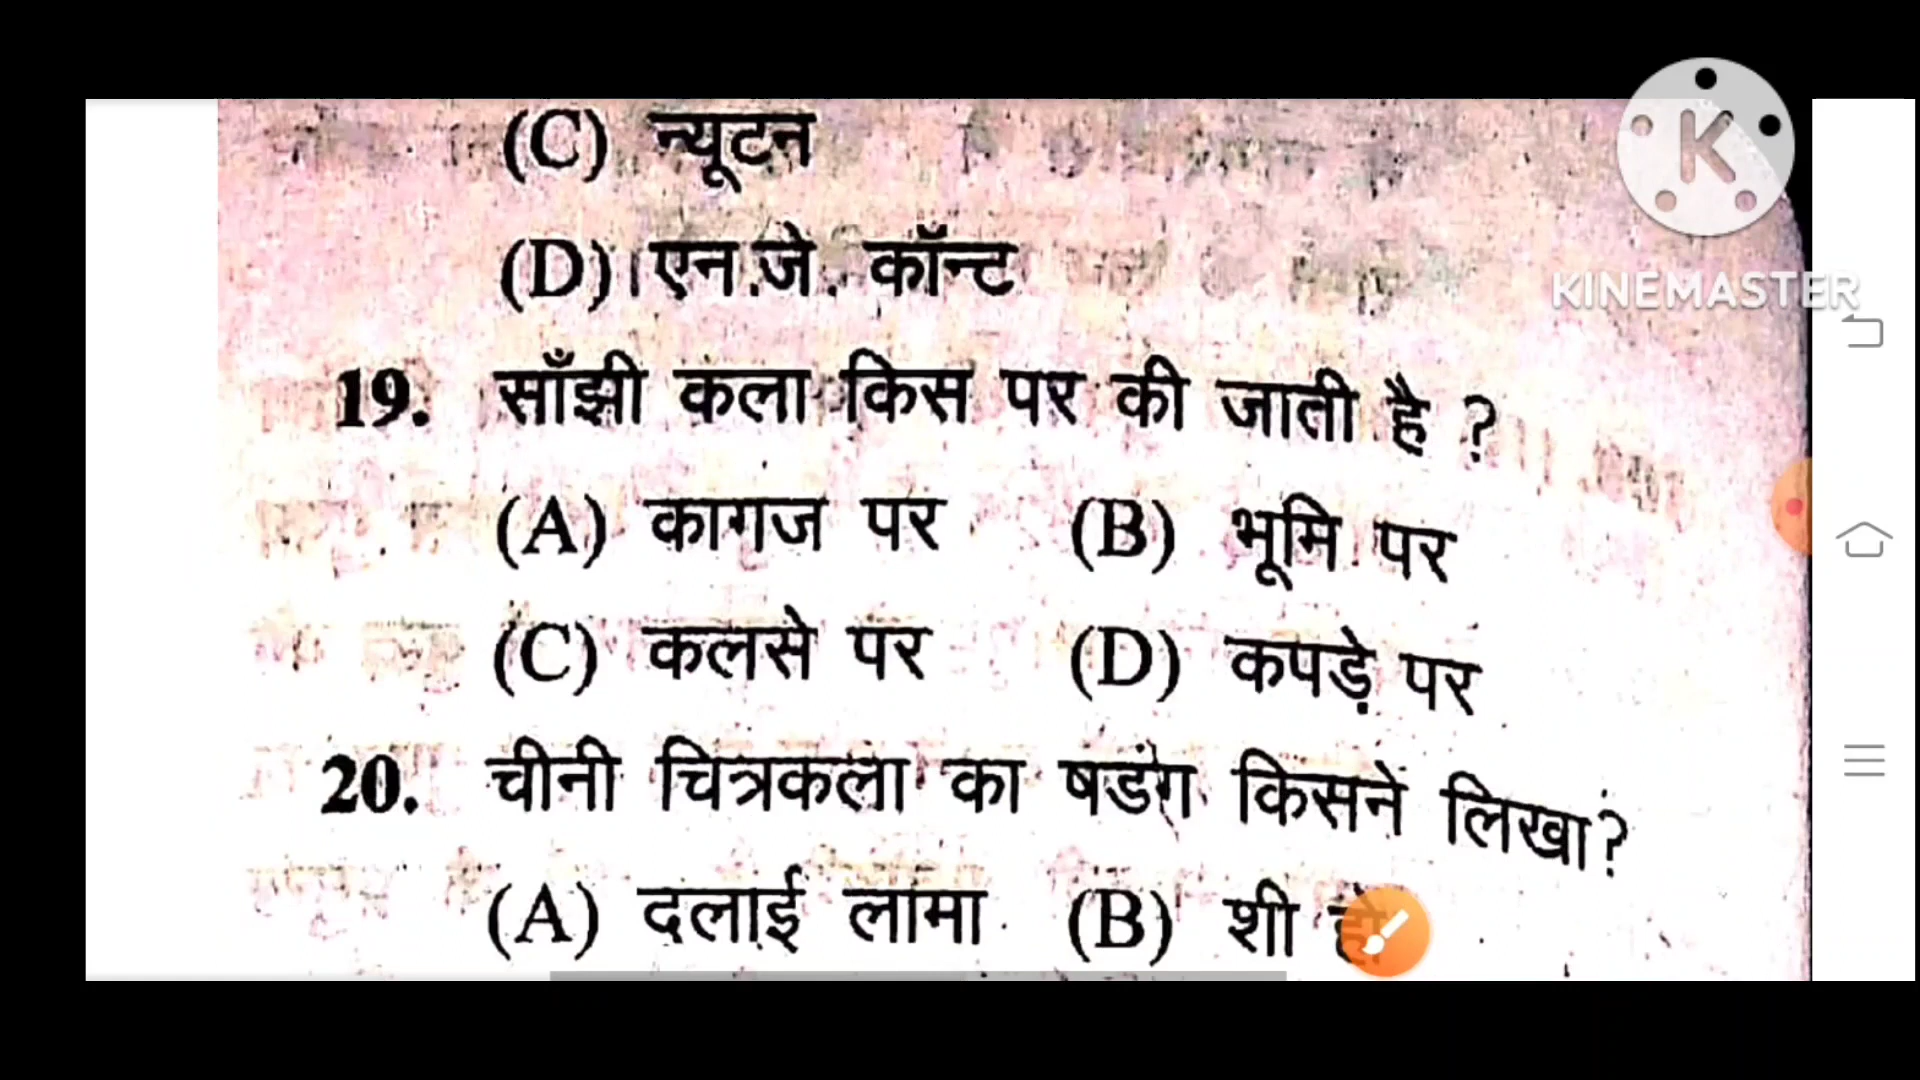 (C) न्यूटन
(D) एन.जे. कॉन्ट
KINEMASTER
19. साँझी कला किस पर की जाती है ?
(A) कागज पर (B) भूमि पर
(C) कलसे पर (D) कपड़े पर
20. चीनी चित्रकला का षडंग किसने लिखा?
(A) दलाई लामा (B) शी